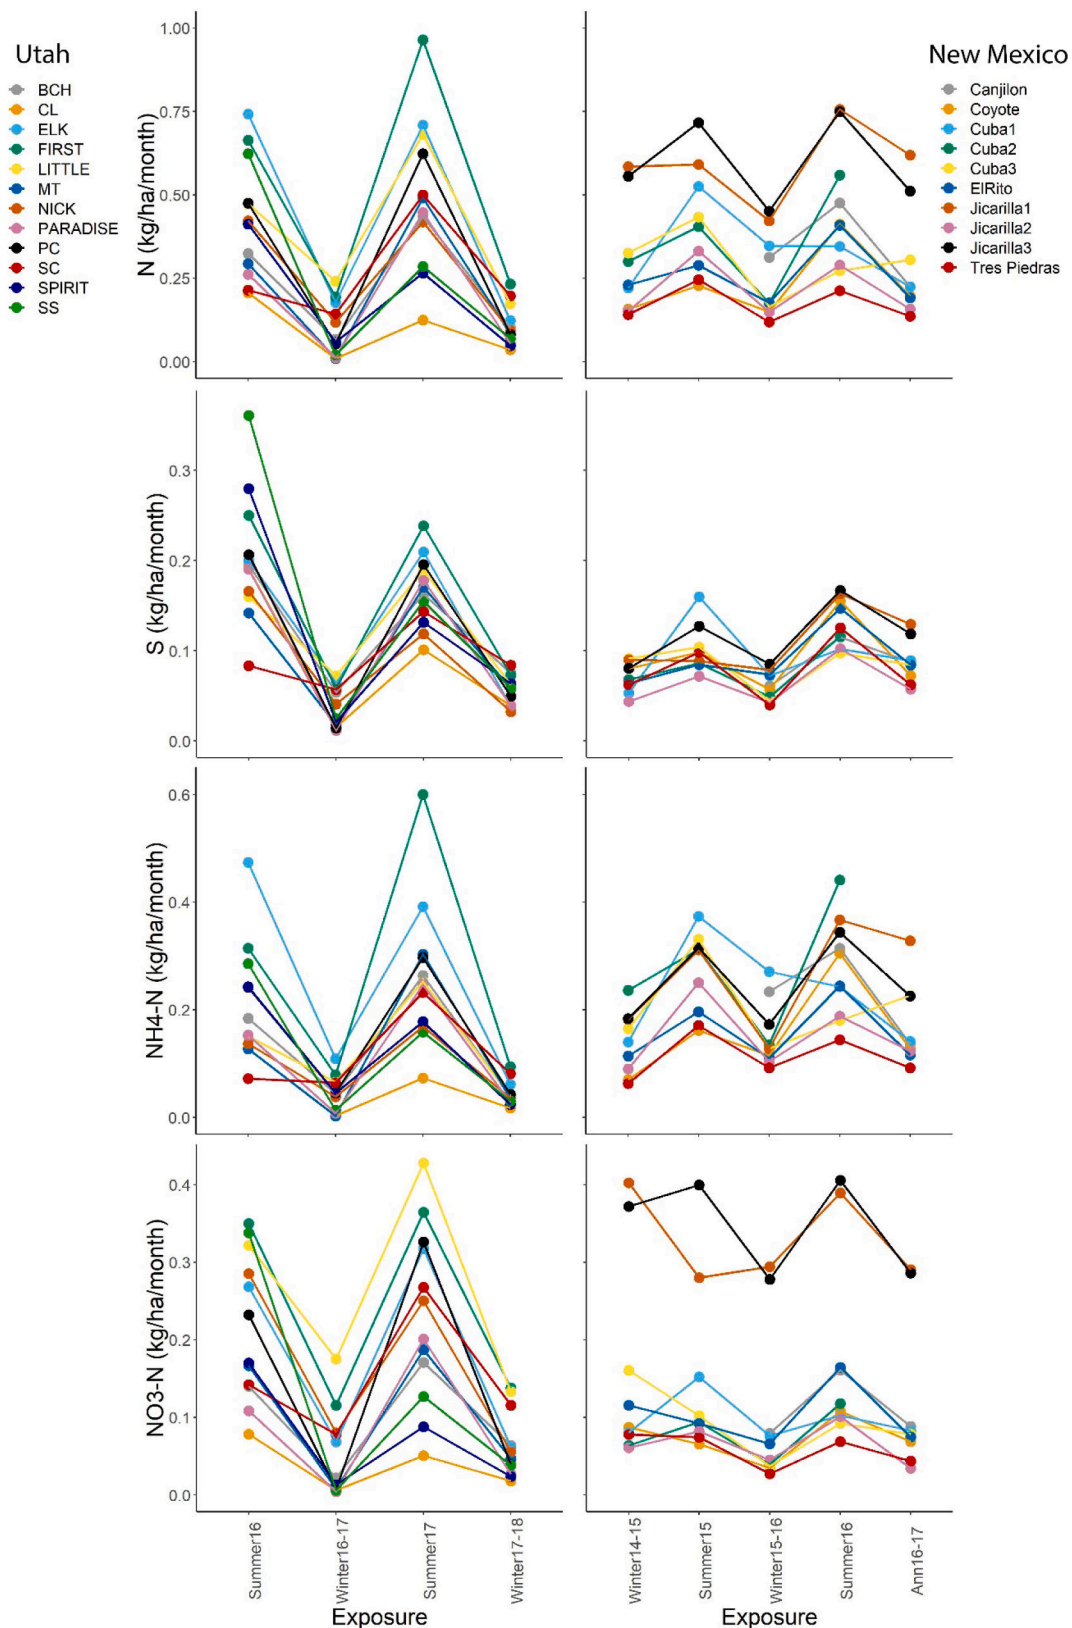 Utah
BCH
CL
ELK
FIRST
LITTLE
MT
NICK
PARADISE
PC
SC
SPIRIT
SS
New Mexico
Canjilon
Coyote
Cuba1
Cuba2
Cuba3
ElRito
Jicarilla1
Jicarilla2
Jicarilla3
Tres Piedras
N (kg/ha/month)
1.00
0.75
0.50
0.25
0.00
S (kg/ha/month)
0.3
0.2
0.1
0.0
NH4-N (kg/ha/month)
0.6
0.4
0.2
0.0
NO3-N (kg/ha/month)
0.4
0.3
0.2
0.1
0.0
Summer16
Winter16-17
Summer17
Winter17-18
Exposure
Winter14-15
Summer15
Winter15-16
Summer16
Ann16-17
Exposure